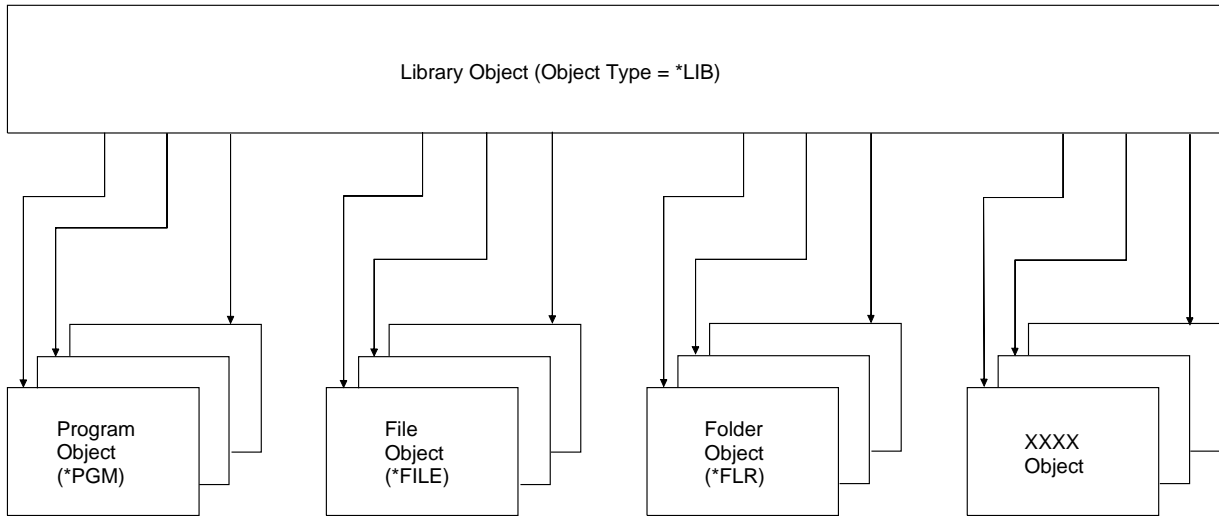 Library Object (Object Type = *LIB)
Program
Object
(*PGM)
File
Object
(*FILE)
Folder
Object
(*FLR)
XXXX
Object